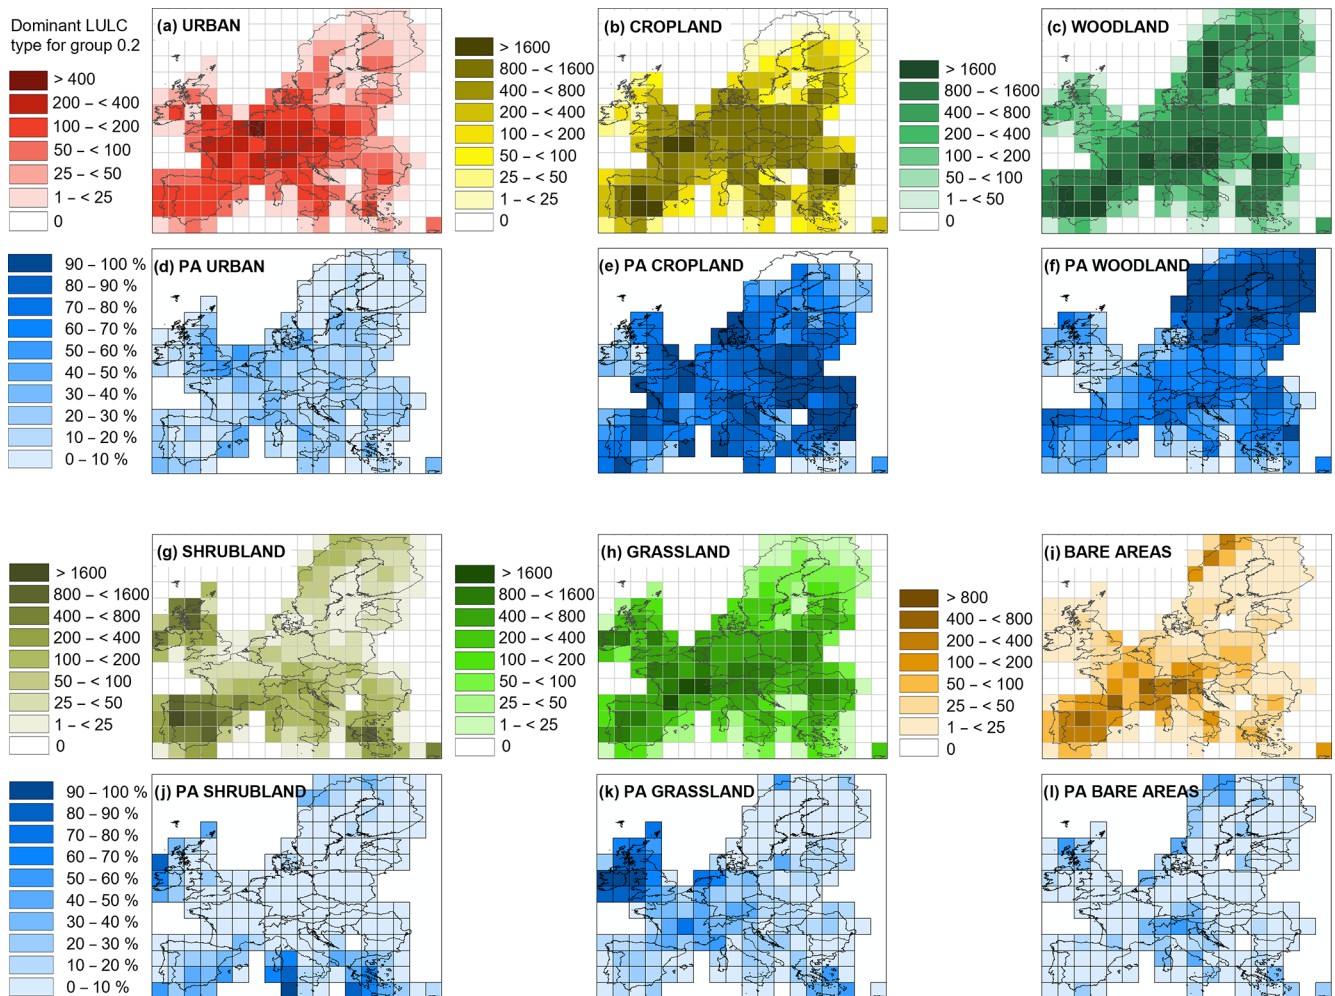 Dominant LULC
type for group 0.2
> 400
200 – < 400
100 – < 200
50 – < 100
25 – < 50
1 – < 25
0
(a) URBAN
> 1600
800 – < 1600
400 – < 800
200 – < 400
100 – < 200
50 – < 100
25 – < 50
1 – < 25
0
(b) CROPLAND
> 1600
800 – < 1600
400 – < 800
200 – < 400
100 – < 200
50 – < 100
1 – < 50
0
(c) WOODLAND
90 – 100 %
80 – 90%
70 – 80%
60 – 70%
50 – 60%
40 – 50%
30 – 40%
20 – 30%
10 – 20%
0 – 10 %
(d) PA URBAN
(e) PA CROPLAND
(f) PA WOODLAND
> 1600
800 – < 1600
400 – < 800
200 – < 400
100 – < 200
50 – < 100
25 – < 50
1 – < 25
0
(g) SHRUBLAND
> 1600
800 – < 1600
400 – < 800
200 – < 400
100 – < 200
50 – < 100
25 – < 50
1 – < 25
0
(h) GRASSLAND
> 800
400 – < 800
200 – < 400
100 – < 200
50 – < 100
25 – < 50
1 – < 25
0
(i) BARE AREAS
90 – 100 %
80 – 90 %
70 – 80 %
60 – 70 %
50 – 60 %
40 – 50 %
30 – 40 %
20 – 30 %
10 – 20 %
0 – 10 %
(j) PA SHRUBLAND
(k) PA GRASSLAND
(l) PA BARE AREAS